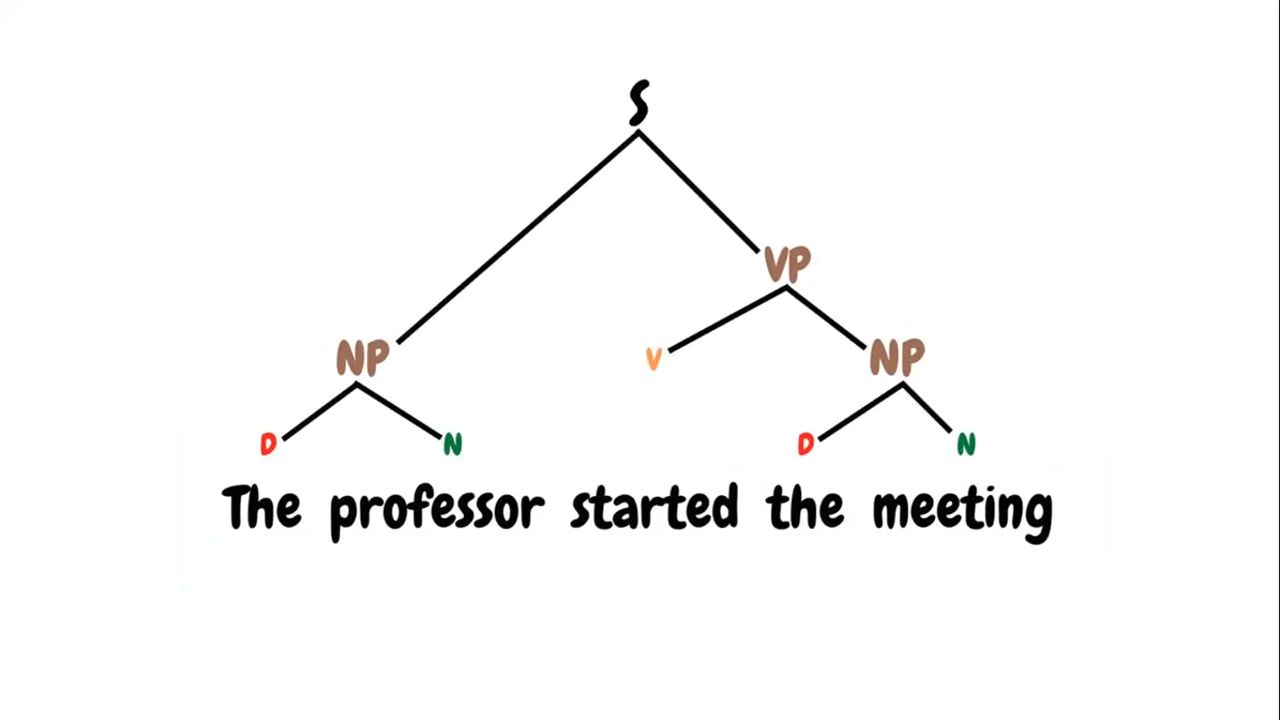 S
VP
NP V NP
D N D N
The professor started the meeting